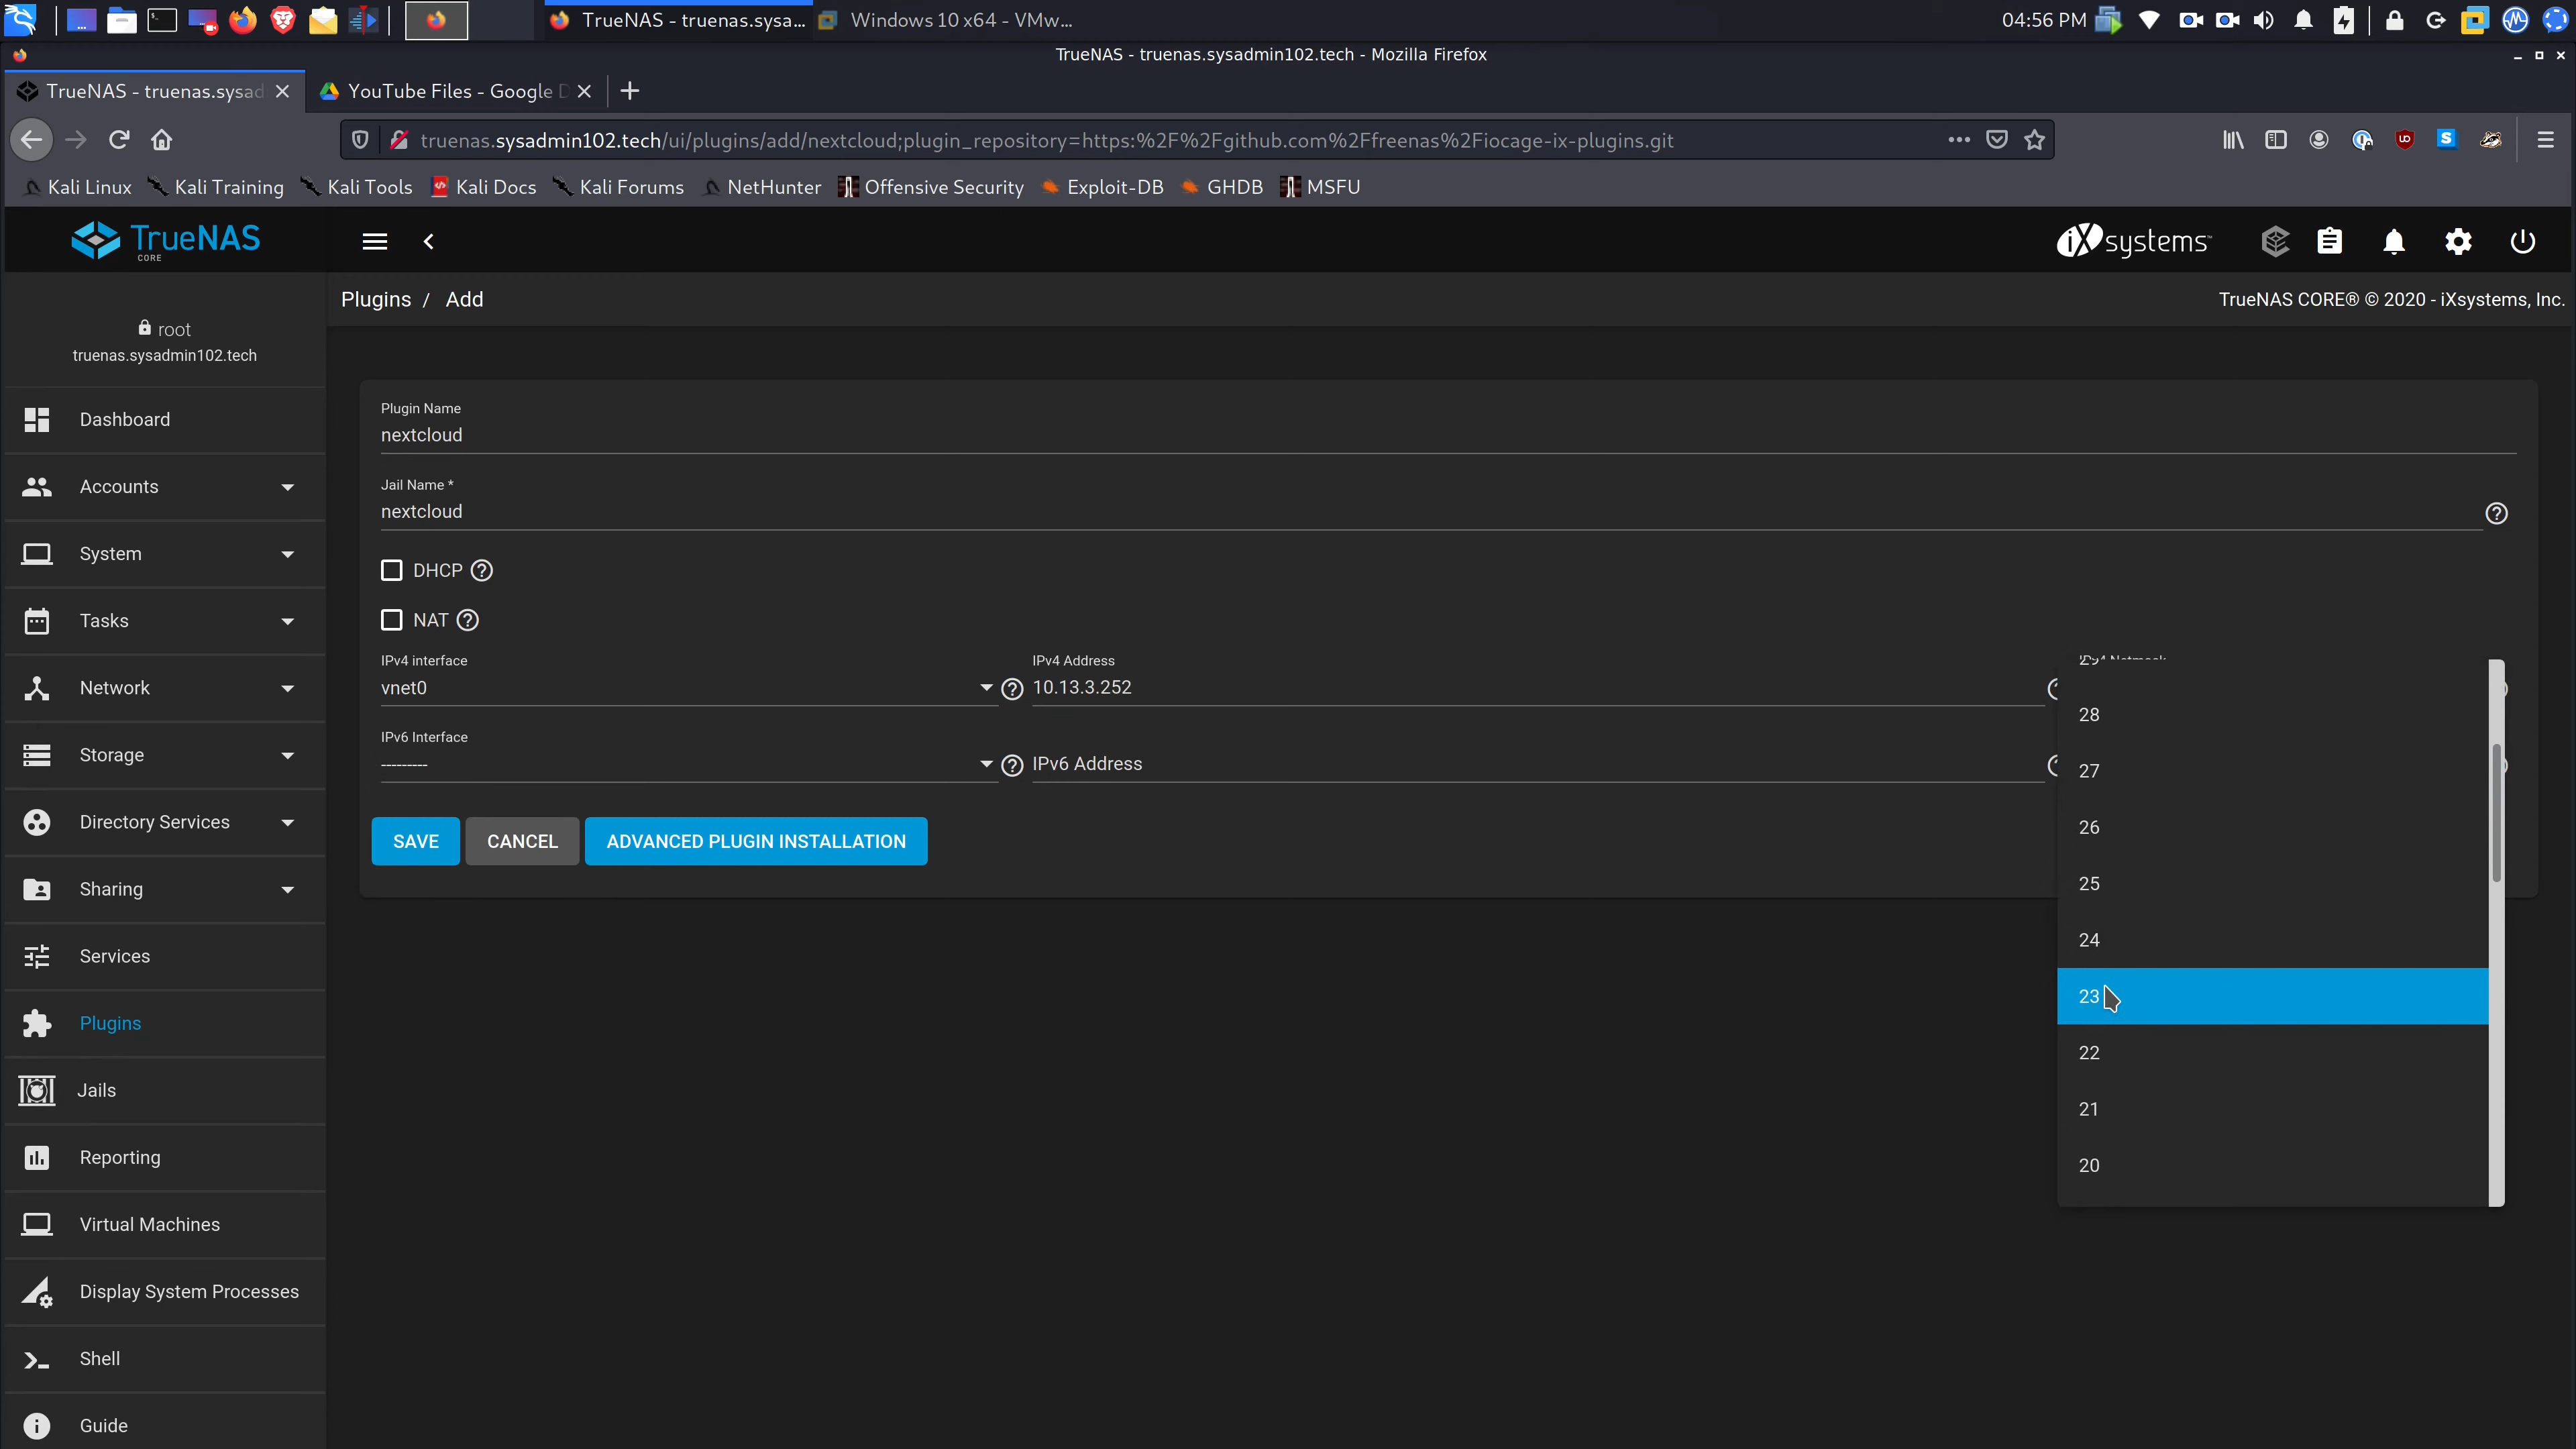 TrueNAS - truenas.sysa...
Windows 10 x64 - VMw...
04:56 PM
TrueNAS - truenas.sysadmin102.tech - Mozilla Firefox
TrueNAS - truenas.sysad
YouTube Files - Google D
truenas.sysadmin102.tech/ui/plugins/add/nextcloud;plugin_repository=https:%2F%2Fgithub.com%2Ffreenas%2Fiocage-ix-plugins.git
Kali Linux
Kali Training
Kali Tools
Kali Docs
Kali Forums
NetHunter
Offensive Security
Exploit-DB
GHDB
MSFU
TrueNAS
CORE
iXsystems™
Plugins / Add
TrueNAS CORE® © 2020 - iXsystems, Inc.
root
truenas.sysadmin102.tech
Dashboard
Accounts
System
Tasks
Network
Storage
Directory Services
Sharing
Services
Plugins
Jails
Reporting
Virtual Machines
Display System Processes
Shell
Guide
Plugin Name
nextcloud
Jail Name *
nextcloud
DHCP
NAT
IPv4 interface
vnet0
IPv4 Address
10.13.3.252
IPv6 Interface
---------
IPv6 Address
SAVE
CANCEL
ADVANCED PLUGIN INSTALLATION
28
27
26
25
24
23
22
21
20